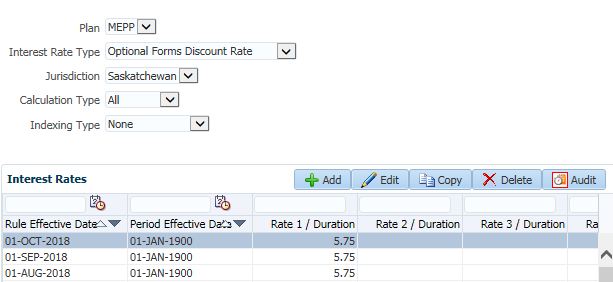 Plan MEPP
Interest Rate Type Optional Forms Discount Rate
Jurisdiction Saskatchewan
Calculation Type All
Indexing Type None
Interest Rates Add Edit Copy Delete Audit
Rule Effective Date Period Effective Date Rate 1 / Duration Rate 2 / Duration Rate 3 / Duration Ra
01-OCT-2018 01-JAN-1900 5.75
01-SEP-2018 01-JAN-1900 5.75
01-AUG-2018 01-JAN-1900 5.75